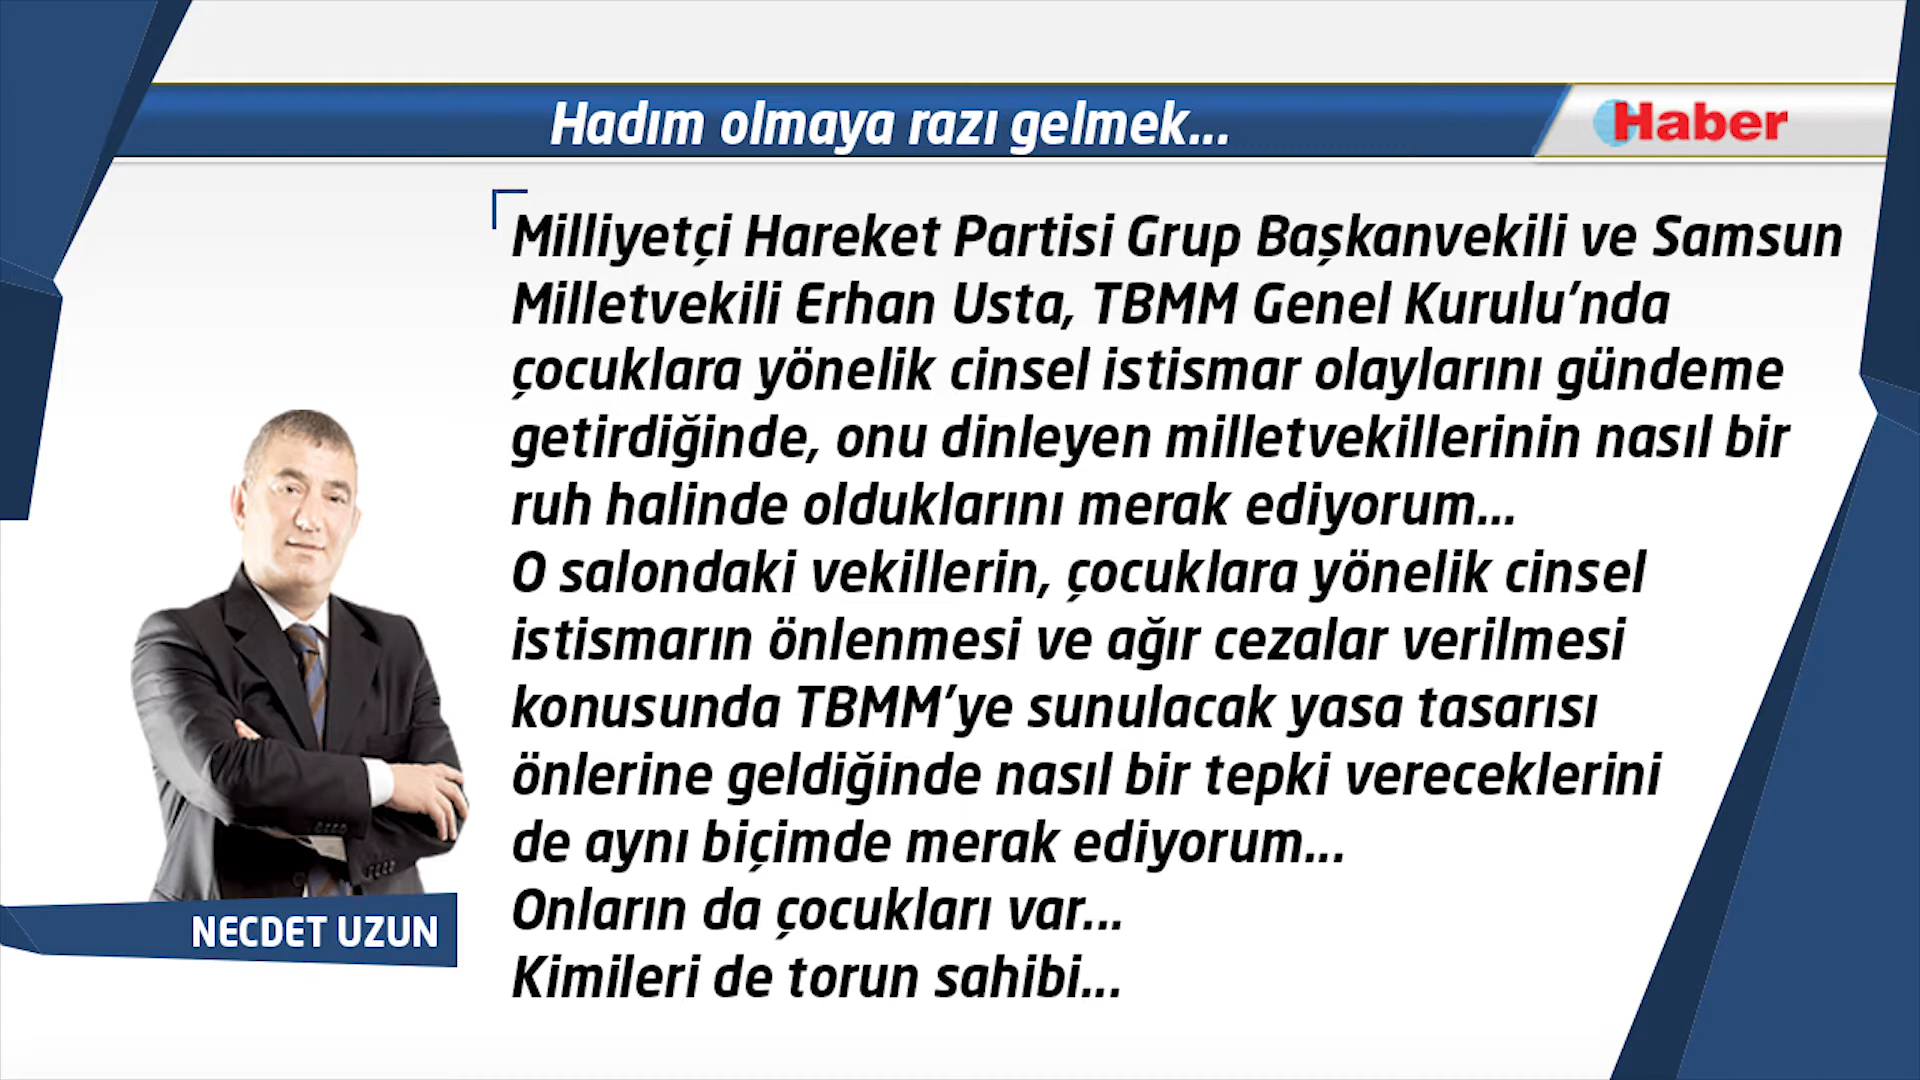 Hadım olmaya razı gelmek...
Haber
Milliyetçi Hareket Partisi Grup Başkanvekili ve Samsun
Milletvekili Erhan Usta, TBMM Genel Kurulu’nda
çocuklara yönelik cinsel istismar olaylarını gündeme
getirdiğinde, onu dinleyen milletvekillerinin nasıl bir
ruh halinde olduklarını merak ediyorum...
O salondaki vekillerin, çocuklara yönelik cinsel
istismarın önlenmesi ve ağır cezalar verilmesi
konusunda TBMM’ye sunulacak yasa tasarısı
önlerine geldiğinde nasıl bir tepki vereceklerini
de aynı biçimde merak ediyorum...
Onların da çocukları var...
Kimileri de torun sahibi...
NECDET UZUN